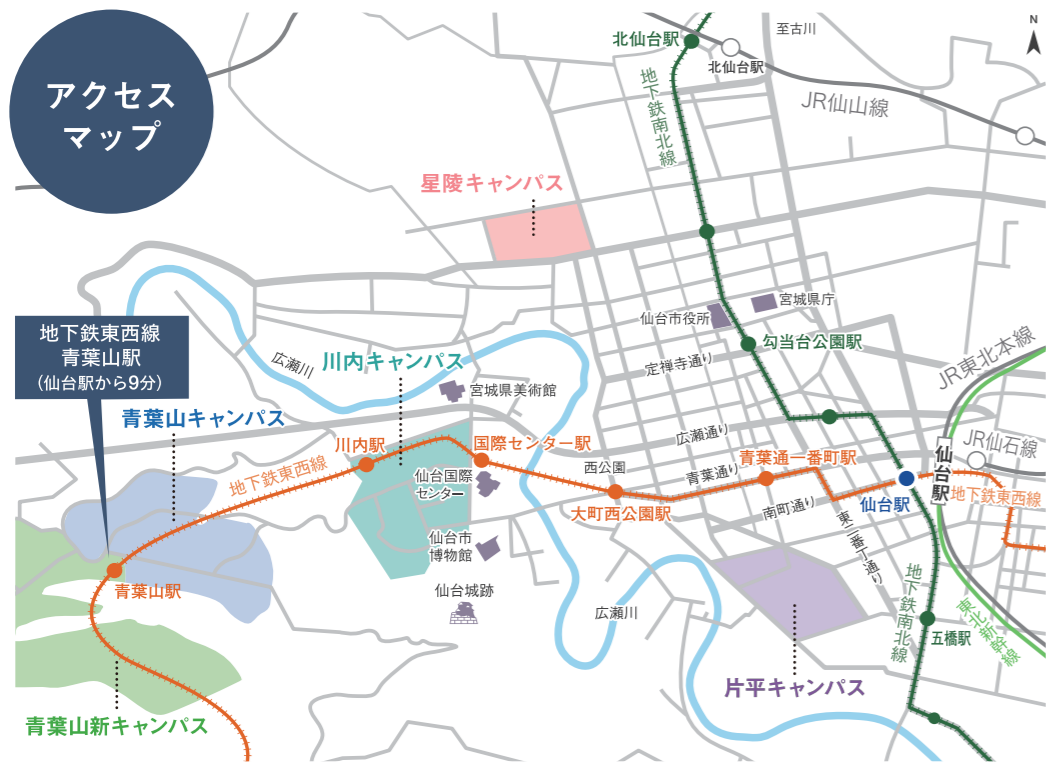 アクセス
マップ
N
至古川
北仙台駅
北仙台駅
地下鉄南北線
JR仙山線
星陵キャンパス
宮城県庁
仙台市役所
勾当台公園駅
定禅寺通り
JR東北本線
地下鉄東西線
青葉山駅
(仙台駅から9分)
広瀬川
川内キャンパス
宮城県美術館
青葉山キャンパス
広瀬通り
JR仙石線
川内駅
国際センター駅
地下鉄東西線
西公園
青葉通り
青葉通一番町駅
仙台駅
仙台国際
センター
大町西公園駅
南町通り
仙台駅
地下鉄東西線
東二番丁通り
仙台市
博物館
地下鉄南北線
青葉山駅
仙台城跡
広瀬川
五橋駅
東北新幹線
片平キャンパス
青葉山新キャンパス